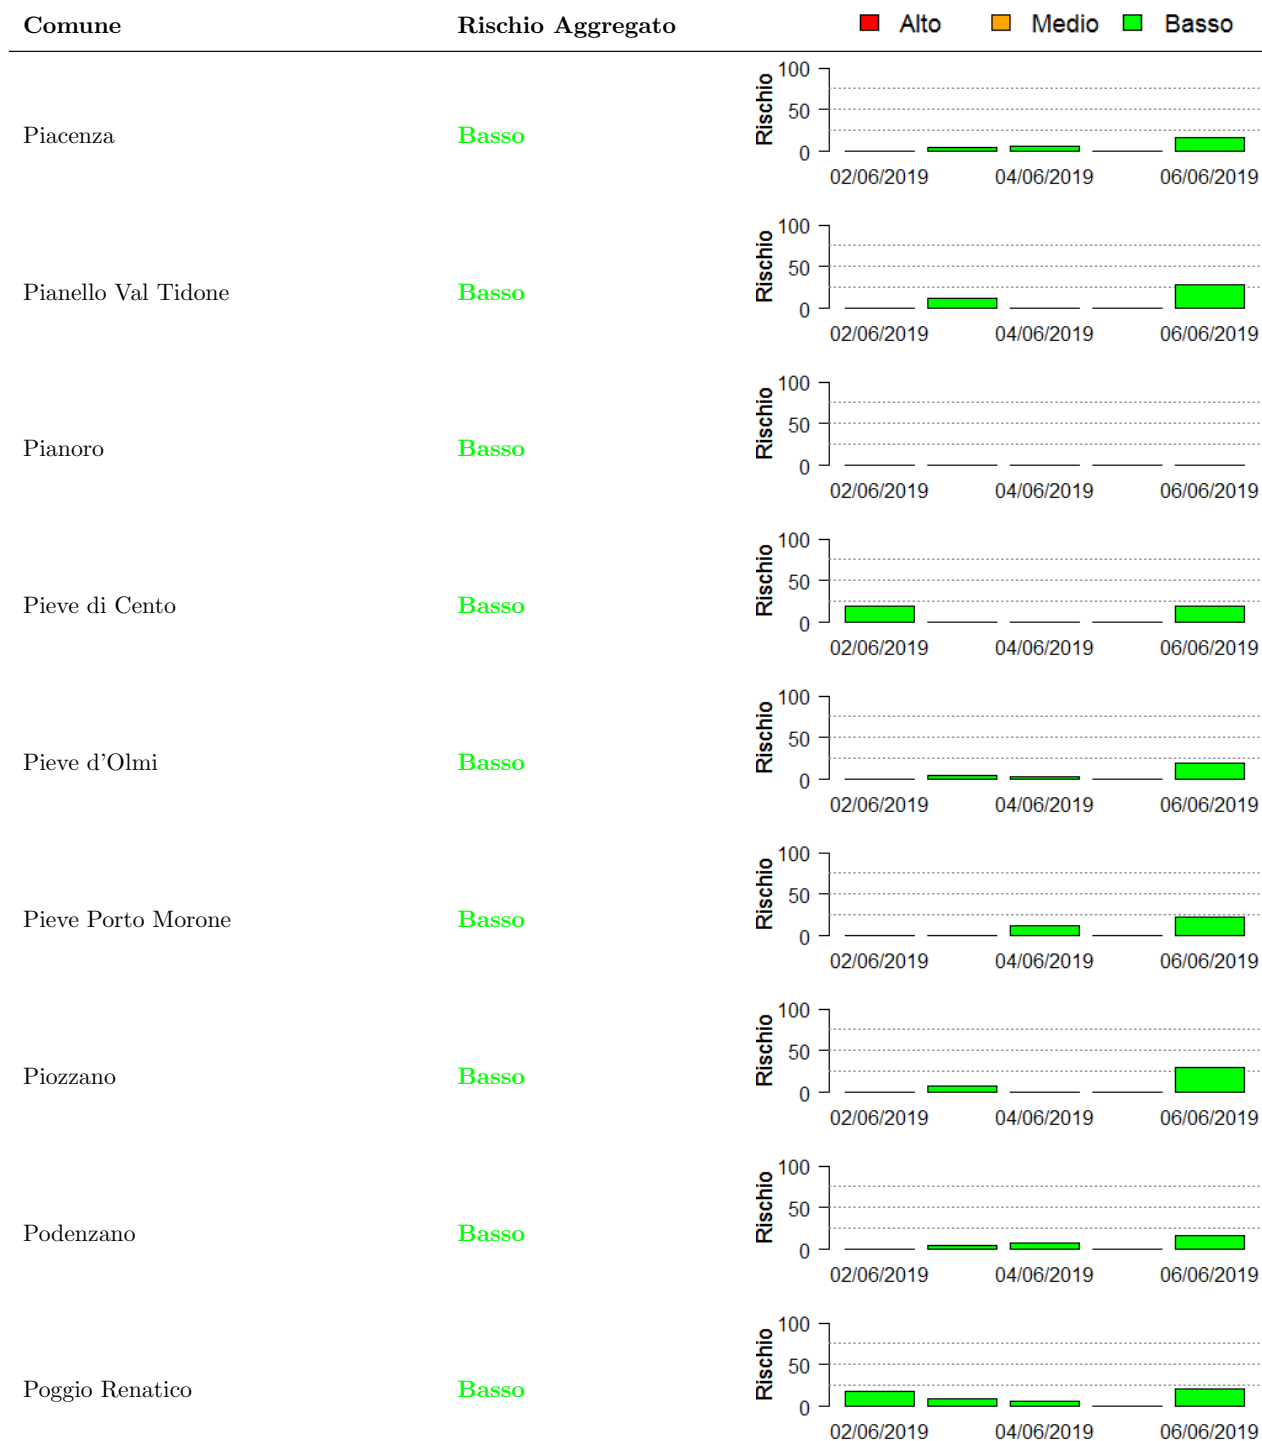 Comune Rischio Aggregato Alto Medio Basso
Piacenza Basso Rischio 100 50 0
02/06/2019 04/06/2019 06/06/2019
Pianello Val Tidone Basso Rischio 100 50 0
02/06/2019 04/06/2019 06/06/2019
Pianoro Basso Rischio 100 50 0
02/06/2019 04/06/2019 06/06/2019
Pieve di Cento Basso Rischio 100 50 0
02/06/2019 04/06/2019 06/06/2019
Pieve d'Olmi Basso Rischio 100 50 0
02/06/2019 04/06/2019 06/06/2019
Pieve Porto Morone Basso Rischio 100 50 0
02/06/2019 04/06/2019 06/06/2019
Piozzano Basso Rischio 100 50 0
02/06/2019 04/06/2019 06/06/2019
Podenzano Basso Rischio 100 50 0
02/06/2019 04/06/2019 06/06/2019
Poggio Renatico Basso Rischio 100 50 0
02/06/2019 04/06/2019 06/06/2019